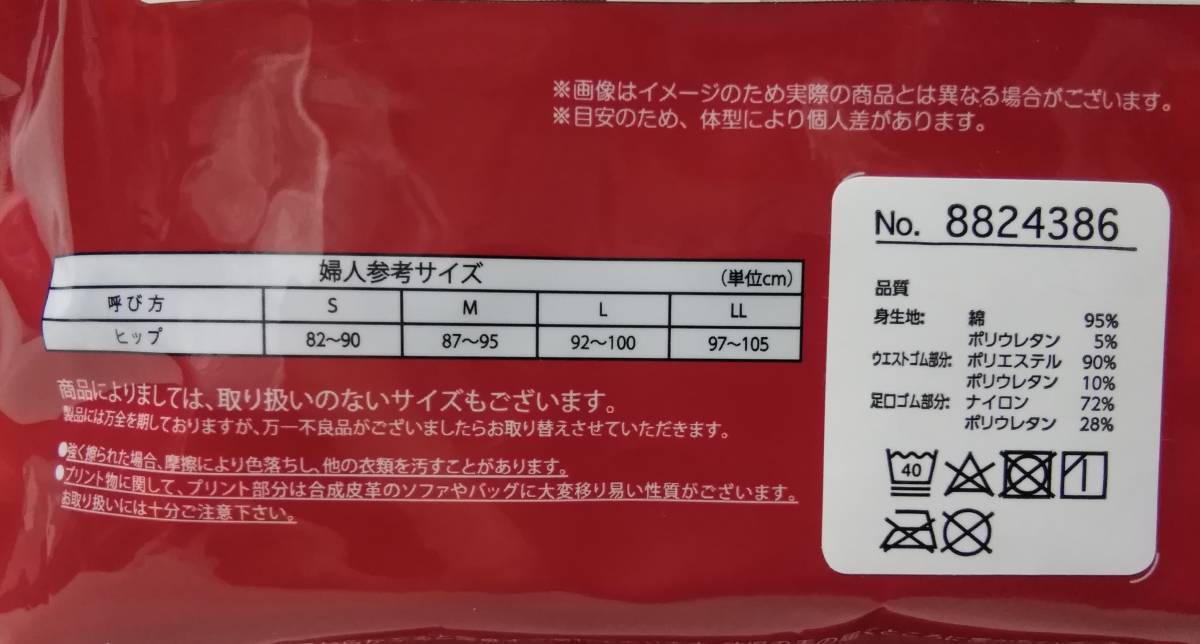 ※画像はイメージのため実際の商品とは異なる場合がございます。
※目安のため、体型により個人差があります。
婦人参考サイズ (単位cm)
呼び方 S M L LL
ヒップ 82〜90 87〜95 92〜100 97〜105
商品によりましては、取り扱いのないサイズもございます。
製品には万全を期しておりますが、万一不良品がございましたらお取り替えさせていただきます。
●強く擦られた場合、摩擦により色落ちし、他の衣類を汚すことがあります。
●プリント物に関して、プリント部分は合成皮革のソファやバッグに大変移り易い性質がございます。
お取り扱いには十分ご注意下さい。
No. 8824386
品質
身生地: 綿 95%
ポリウレタン 5%
ウエストゴム部分: ポリエステル 90%
ポリウレタン 10%
足口ゴム部分: ナイロン 72%
ポリウレタン 28%
40